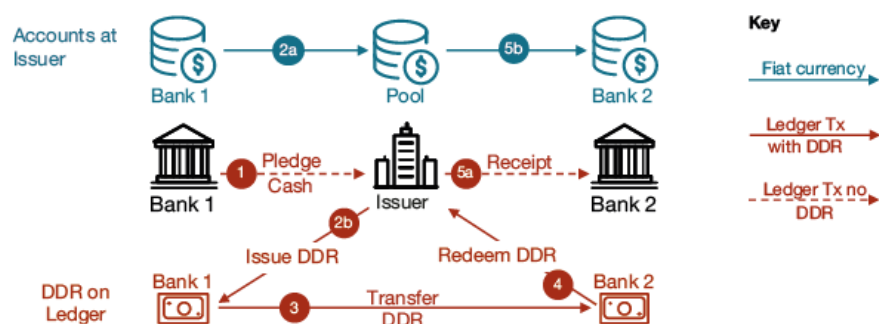 Accounts at
Issuer
2a
5b
$
$
$
Bank 1
Pool
Bank 2
Key
Fiat currency
Ledger Tx
with DDR
Ledger Tx no
DDR
1
Pledge
Cash
5a
Receipt
Bank 1
Issuer
Bank 2
2b
Issue DDR
Redeem DDR
4
DDR on
Ledger
Bank 1
Bank 2
3
Transfer
DDR